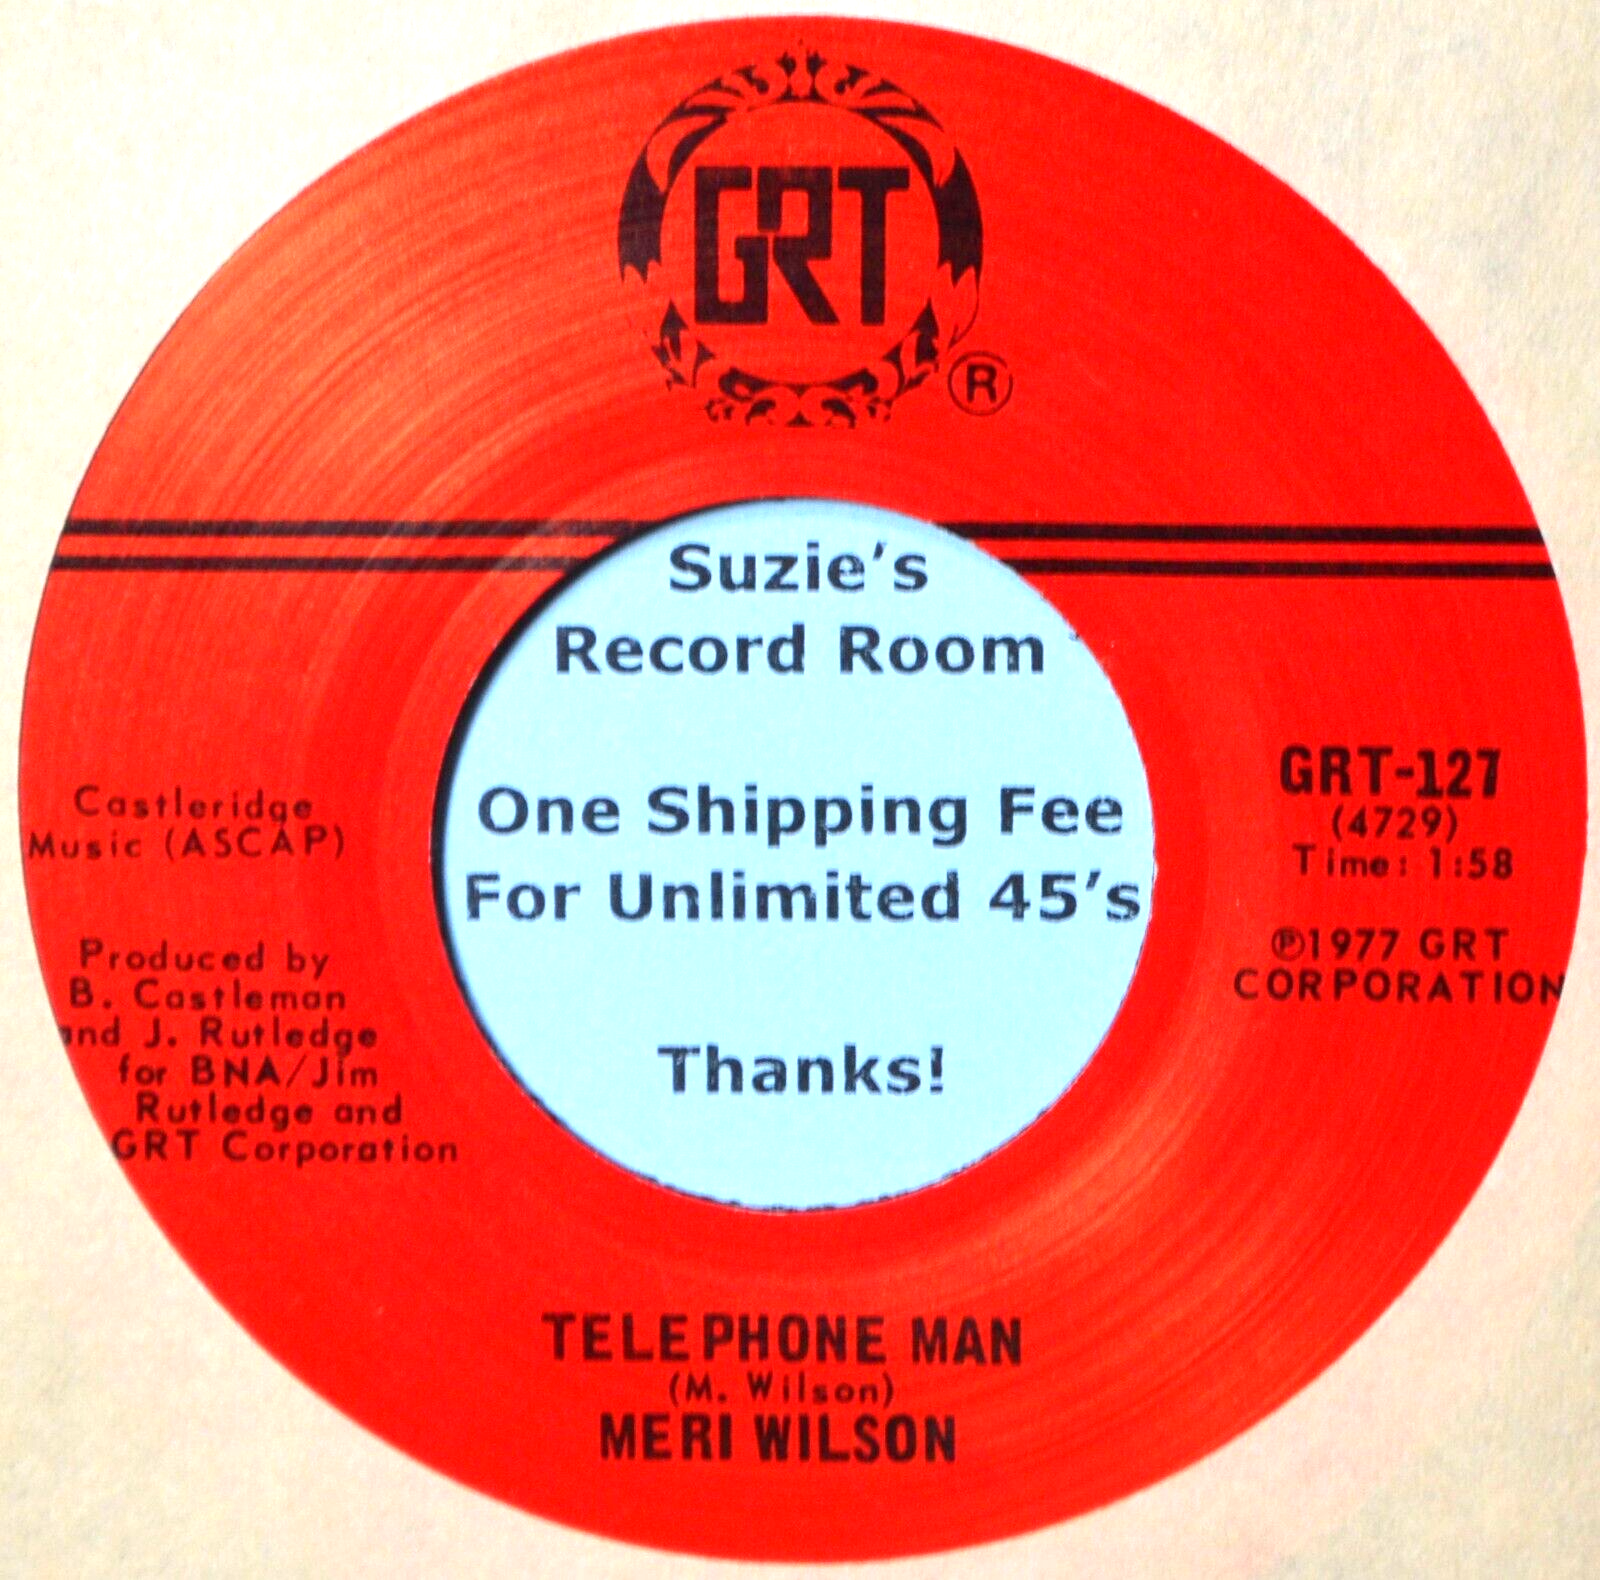 GRT
®
Suzie's
Record Room
One Shipping Fee
For Unlimited 45's
Thanks!
Castleridge
Music (ASCAP)
Produced by
B. Castleman
and J. Rutledge
for BNA/Jim
Rutledge and
GRT Corporation
GRT-127
(4729)
Time: 1:58
℗1977 GRT
CORPORATION
TELEPHONE MAN
(M. Wilson)
MERI WILSON